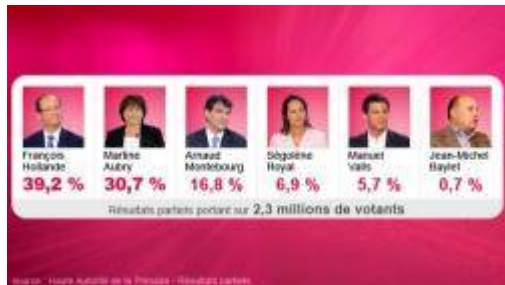 François Hollande
39,2 %
Martine Aubry
30,7 %
Arnaud Montebourg
16,8 %
Ségolène Royal
6,9 %
Manuel Valls
5,7 %
Jean-Michel Baylet
0,7 %
Résultats partiels portant sur 2,3 millions de votants
Source : Haute Autorité de la Primaire - Résultats partiels